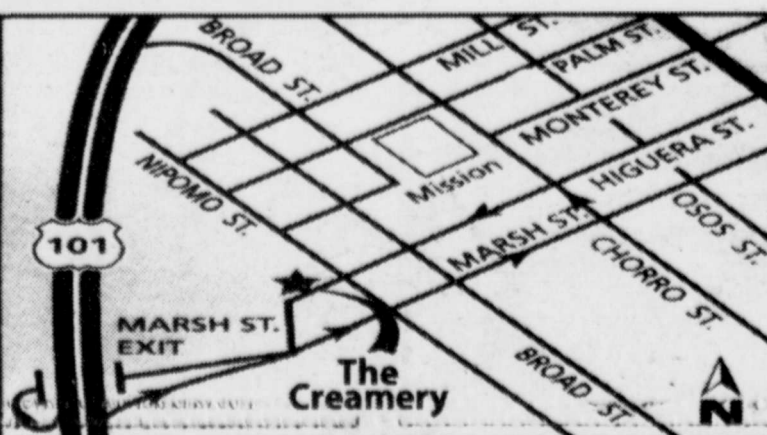 BROAD ST.
MILL ST.
PALM ST.
MONTEREY ST.
HIGUERA ST.
NIPOMO ST.
Mission
OSOS ST.
101
MARSH ST.
CHORRO ST.
MARSH ST.
EXIT
The
Creamery
BROAD ST.
N